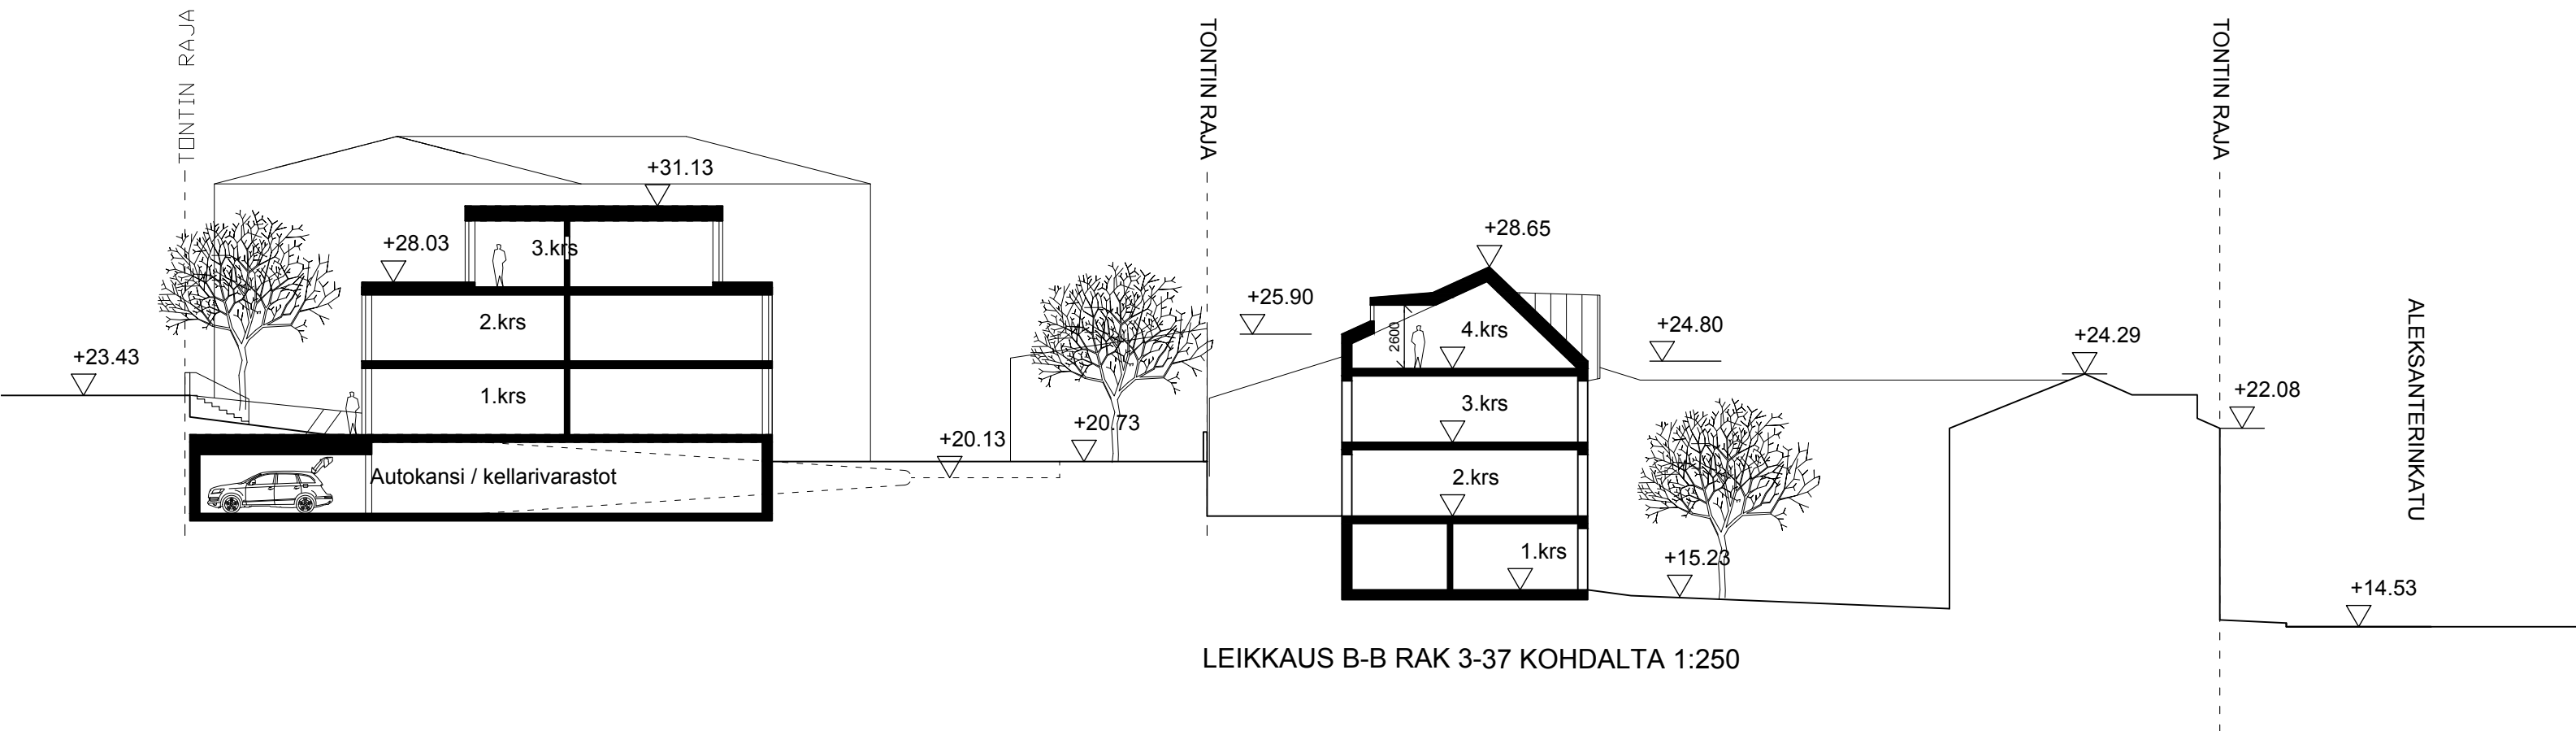 TONTIN RAJA
TONTIN RAJA
TONTIN RAJA
+31.13
+28.03
3.krs
+28.65
+25.90
2.krs
2600
4.krs
+24.80
+24.29
+23.43
1.krs
3.krs
+22.08
ALEKSANTERINKATU
+20.73
+20.13
Autokansi / kellarivarastot
2.krs
1.krs
+15.23
+14.53
LEIKKAUS B-B RAK 3-37 KOHDALTA 1:250